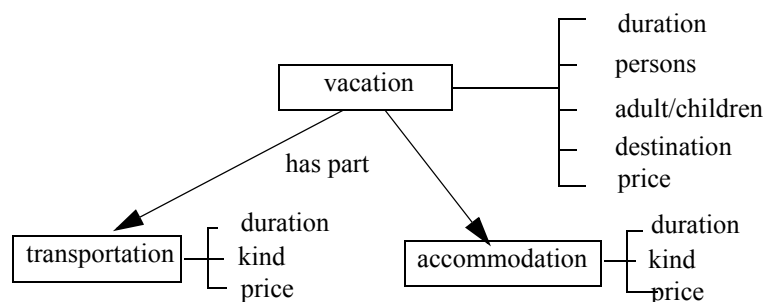 duration
vacation
persons
adult/children
destination
price
has part
transportation
duration
kind
price
accommodation
duration
kind
price